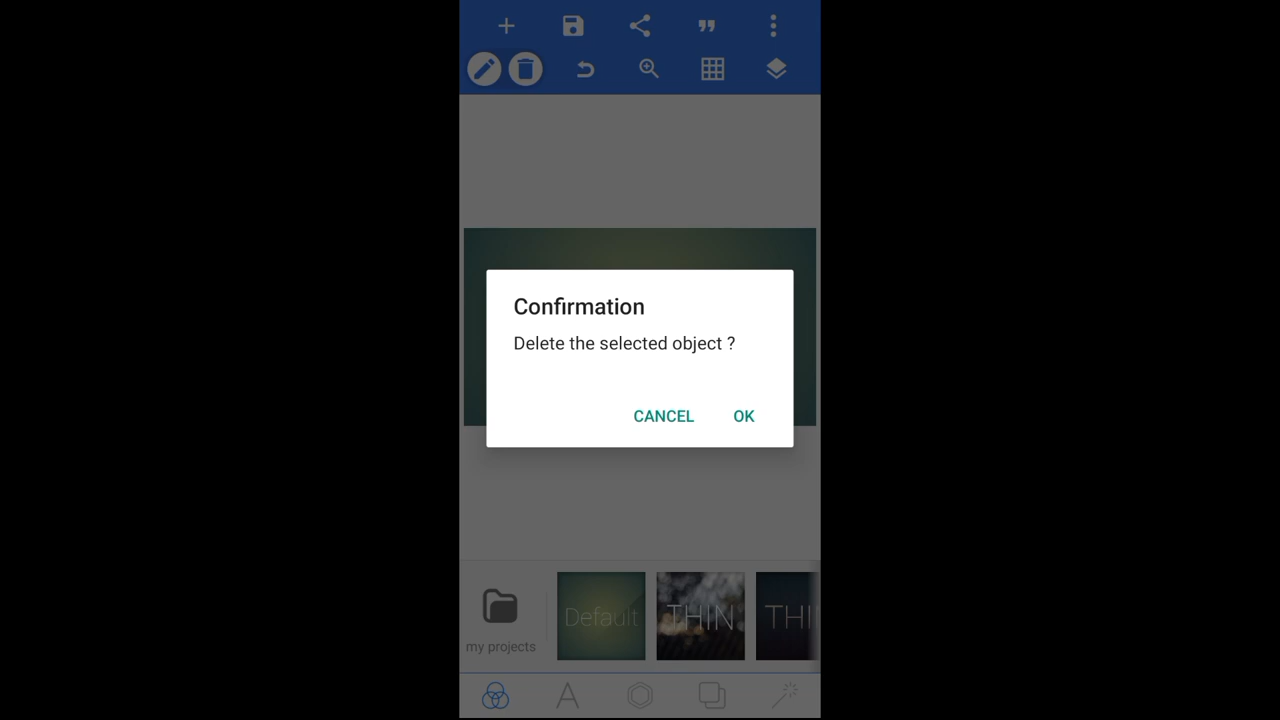 Confirmation
Delete the selected object ?
CANCEL OK
my projects
Default
THIN
THI